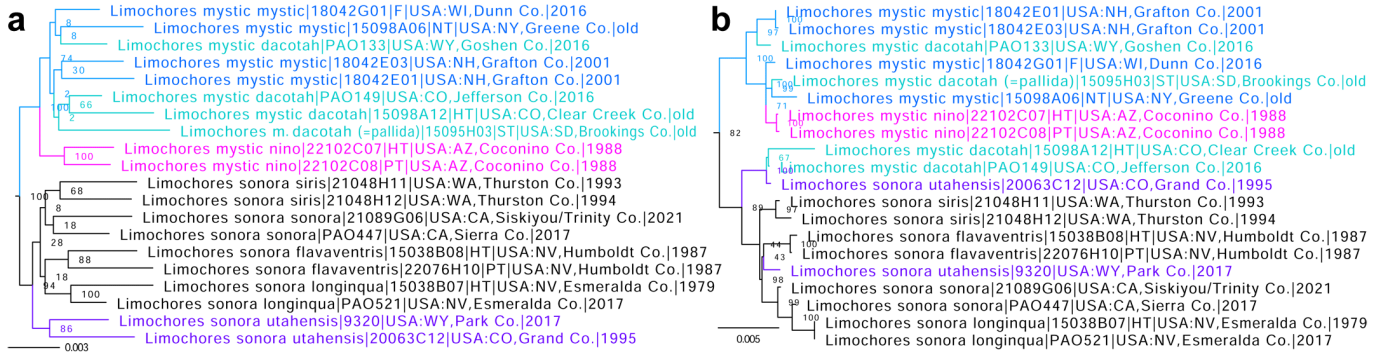 a
Limochores mystic mystic|18042G01|F|USA:WI,Dunn Co.|2016
8
Limochores mystic mystic|15098A06|NT|USA:NY,Greene Co.|old
8
Limochores mystic dacotah|PAO133|USA:WY,Goshen Co.|2016
74
Limochores mystic mystic|18042E03|USA:NH,Grafton Co.|2001
30
Limochores mystic mystic|18042E01|USA:NH,Grafton Co.|2001
2
Limochores mystic dacotah|PAO149|USA:CO,Jefferson Co.|2016
100
66
2
Limochores mystic dacotah|15098A12|HT|USA:CO,Clear Creek Co.|old
Limochores m. dacotah (=pallida)|15095H03|ST|USA:SD,Brookings Co.|old
Limochores mystic nino|22102C07|HT|USA:AZ,Coconino Co.|1988
100
Limochores mystic nino|22102C08|PT|USA:AZ,Coconino Co.|1988
Limochores sonora siris|21048H11|USA:WA,Thurston Co.|1993
100
68
Limochores sonora siris|21048H12|USA:WA,Thurston Co.|1994
8
Limochores sonora sonora|21089G06|USA:CA,Siskiyou/Trinity Co.|2021
18
Limochores sonora sonora|PAO447|USA:CA,Sierra Co.|2017
28
Limochores sonora flavaventris|15038B08|HT|USA:NV,Humboldt Co.|1987
88
Limochores sonora flavaventris|22076H10|PT|USA:NV,Humboldt Co.|1987
18
94
Limochores sonora longinqua|15038B07|HT|USA:NV,Esmeralda Co.|1979
100
Limochores sonora longinqua|PAO521|USA:NV,Esmeralda Co.|2017
Limochores sonora utahensis|9320|USA:WY,Park Co.|2017
86
Limochores sonora utahensis|20063C12|USA:CO,Grand Co.|1995
0.003
b
Limochores mystic mystic|18042E01|USA:NH,Grafton Co.|2001
100
97
Limochores mystic mystic|18042E03|USA:NH,Grafton Co.|2001
Limochores mystic dacotah|PAO133|USA:WY,Goshen Co.|2016
100
Limochores mystic mystic|18042G01|F|USA:WI,Dunn Co.|2016
Limochores mystic dacotah (=pallida)|15095H03|ST|USA:SD,Brookings Co.|old
100
99
Limochores mystic mystic|15098A06|NT|USA:NY,Greene Co.|old
71
Limochores mystic nino|22102C07|HT|USA:AZ,Coconino Co.|1988
100
Limochores mystic nino|22102C08|PT|USA:AZ,Coconino Co.|1988
82
Limochores mystic dacotah|15098A12|HT|USA:CO,Clear Creek Co.|old
67
Limochores mystic dacotah|PAO149|USA:CO,Jefferson Co.|2016
100
Limochores sonora utahensis|20063C12|USA:CO,Grand Co.|1995
Limochores sonora siris|21048H11|USA:WA,Thurston Co.|1993
89
97
Limochores sonora siris|21048H12|USA:WA,Thurston Co.|1994
Limochores sonora flavaventris|15038B08|HT|USA:NV,Humboldt Co.|1987
44
100
43
Limochores sonora flavaventris|22076H10|PT|USA:NV,Humboldt Co.|1987
Limochores sonora utahensis|9320|USA:WY,Park Co.|2017
98
Limochores sonora sonora|21089G06|USA:CA,Siskiyou/Trinity Co.|2021
99
Limochores sonora sonora|PAO447|USA:CA,Sierra Co.|2017
100
Limochores sonora longinqua|15038B07|HT|USA:NV,Esmeralda Co.|1979
Limochores sonora longinqua|PAO521|USA:NV,Esmeralda Co.|2017
0.005